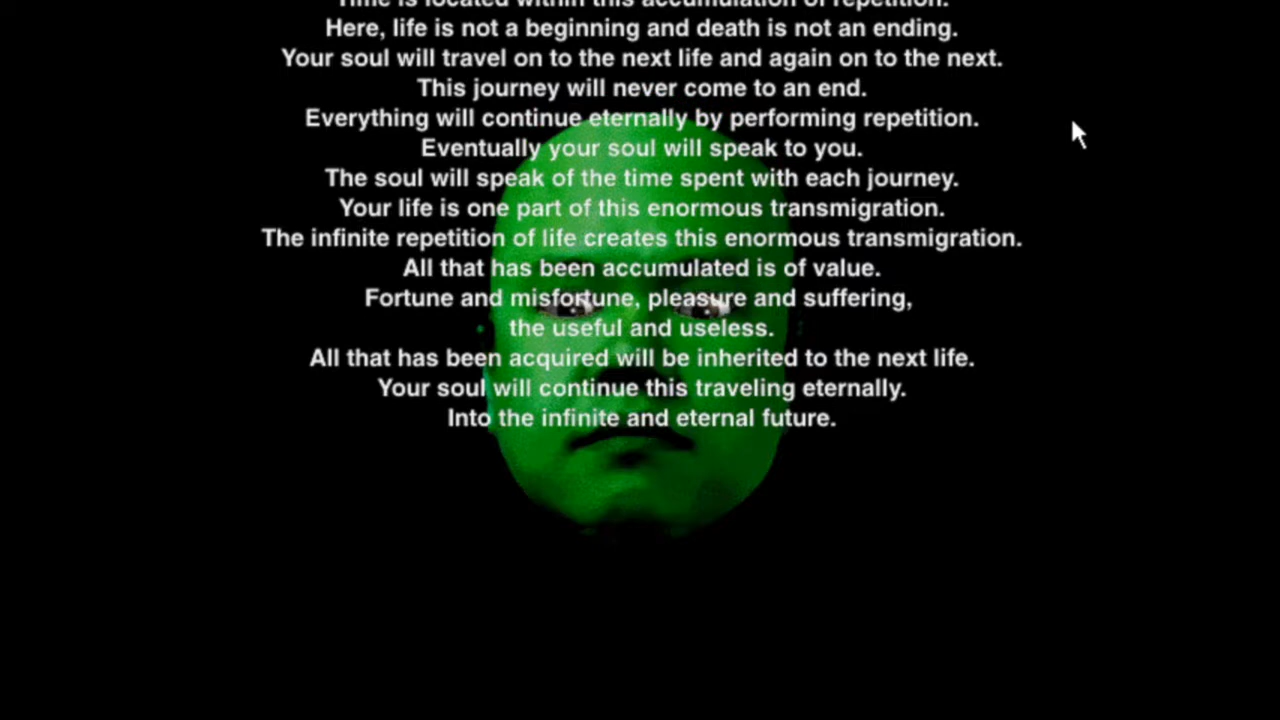 Time is located within this accumulation of repetition.
Here, life is not a beginning and death is not an ending.
Your soul will travel on to the next life and again on to the next.
This journey will never come to an end.
Everything will continue eternally by performing repetition.
Eventually your soul will speak to you.
The soul will speak of the time spent with each journey.
Your life is one part of this enormous transmigration.
The infinite repetition of life creates this enormous transmigration.
All that has been accumulated is of value.
Fortune and misfortune, pleasure and suffering,
the useful and useless.
All that has been acquired will be inherited to the next life.
Your soul will continue this traveling eternally.
Into the infinite and eternal future.